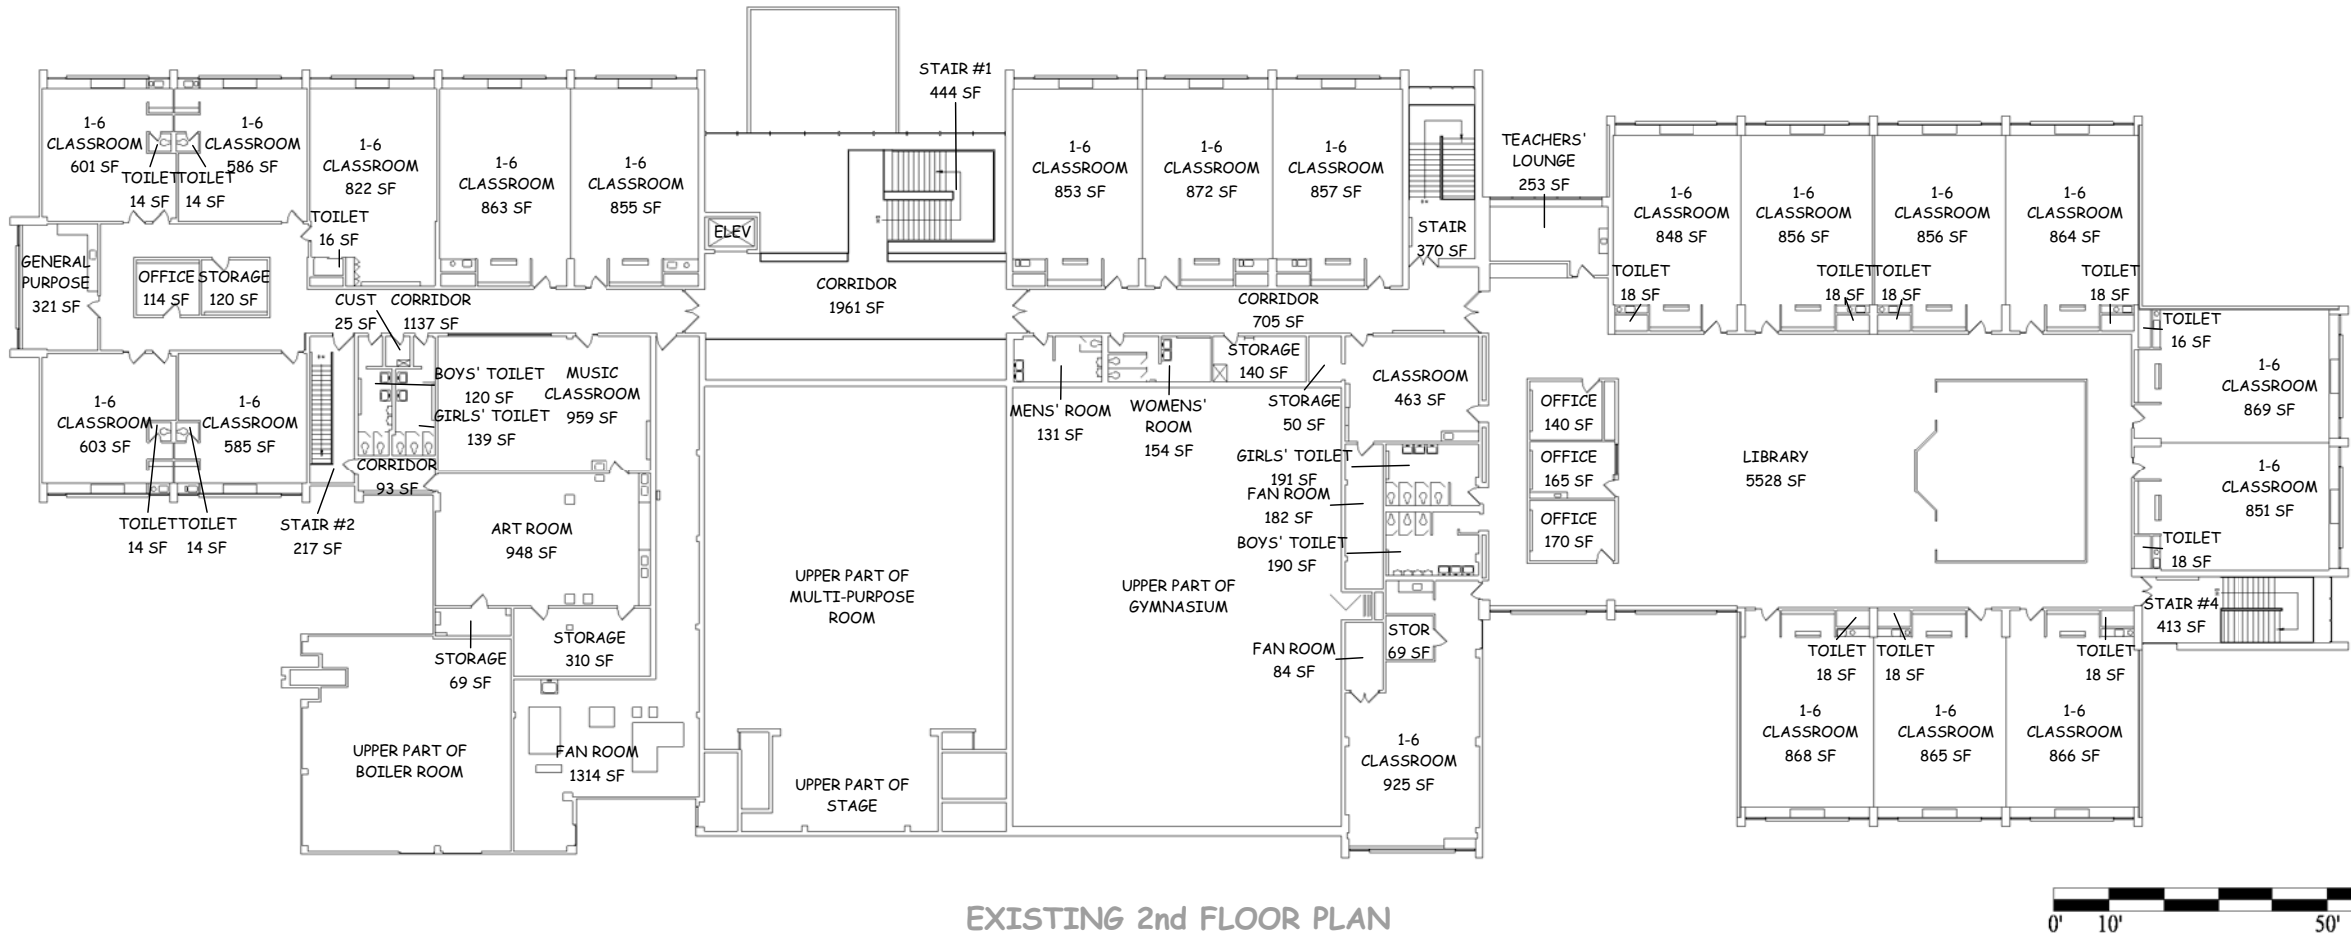 STAIR #1
444 SF
1-6
CLASSROOM
601 SF
TOILET
14 SF
1-6
CLASSROOM
586 SF
TOILET
14 SF
1-6
CLASSROOM
822 SF
TOILET
16 SF
1-6
CLASSROOM
863 SF
1-6
CLASSROOM
855 SF
ELEV
1-6
CLASSROOM
853 SF
1-6
CLASSROOM
872 SF
1-6
CLASSROOM
857 SF
STAIR
370 SF
TEACHERS'
LOUNGE
253 SF
1-6
CLASSROOM
848 SF
TOILET
18 SF
1-6
CLASSROOM
856 SF
TOILET
18 SF
1-6
CLASSROOM
856 SF
TOILET
18 SF
1-6
CLASSROOM
864 SF
TOILET
18 SF
GENERAL
PURPOSE
321 SF
OFFICE
114 SF
STORAGE
120 SF
CUST
25 SF
CORRIDOR
1137 SF
CORRIDOR
1961 SF
CORRIDOR
705 SF
TOILET
16 SF
1-6
CLASSROOM
869 SF
1-6
CLASSROOM
603 SF
1-6
CLASSROOM
585 SF
BOYS' TOILET
120 SF
GIRLS' TOILET
139 SF
MUSIC
CLASSROOM
959 SF
MENS' ROOM
131 SF
WOMENS'
ROOM
154 SF
STORAGE
140 SF
STORAGE
50 SF
CLASSROOM
463 SF
OFFICE
140 SF
OFFICE
165 SF
OFFICE
170 SF
LIBRARY
5528 SF
1-6
CLASSROOM
851 SF
TOILET
18 SF
CORRIDOR
93 SF
TOILET
14 SF
TOILET
14 SF
STAIR #2
217 SF
ART ROOM
948 SF
GIRLS' TOILET
191 SF
FAN ROOM
182 SF
BOYS' TOILET
190 SF
UPPER PART OF
MULTI-PURPOSE
ROOM
UPPER PART OF
GYMNASIUM
STAIR #4
413 SF
STORAGE
69 SF
STORAGE
310 SF
FAN ROOM
84 SF
STOR
69 SF
TOILET
18 SF
TOILET
18 SF
TOILET
18 SF
1-6
CLASSROOM
868 SF
1-6
CLASSROOM
865 SF
1-6
CLASSROOM
866 SF
UPPER PART OF
BOILER ROOM
FAN ROOM
1314 SF
UPPER PART OF
STAGE
1-6
CLASSROOM
925 SF
EXISTING 2nd FLOOR PLAN
0' 10' 50'